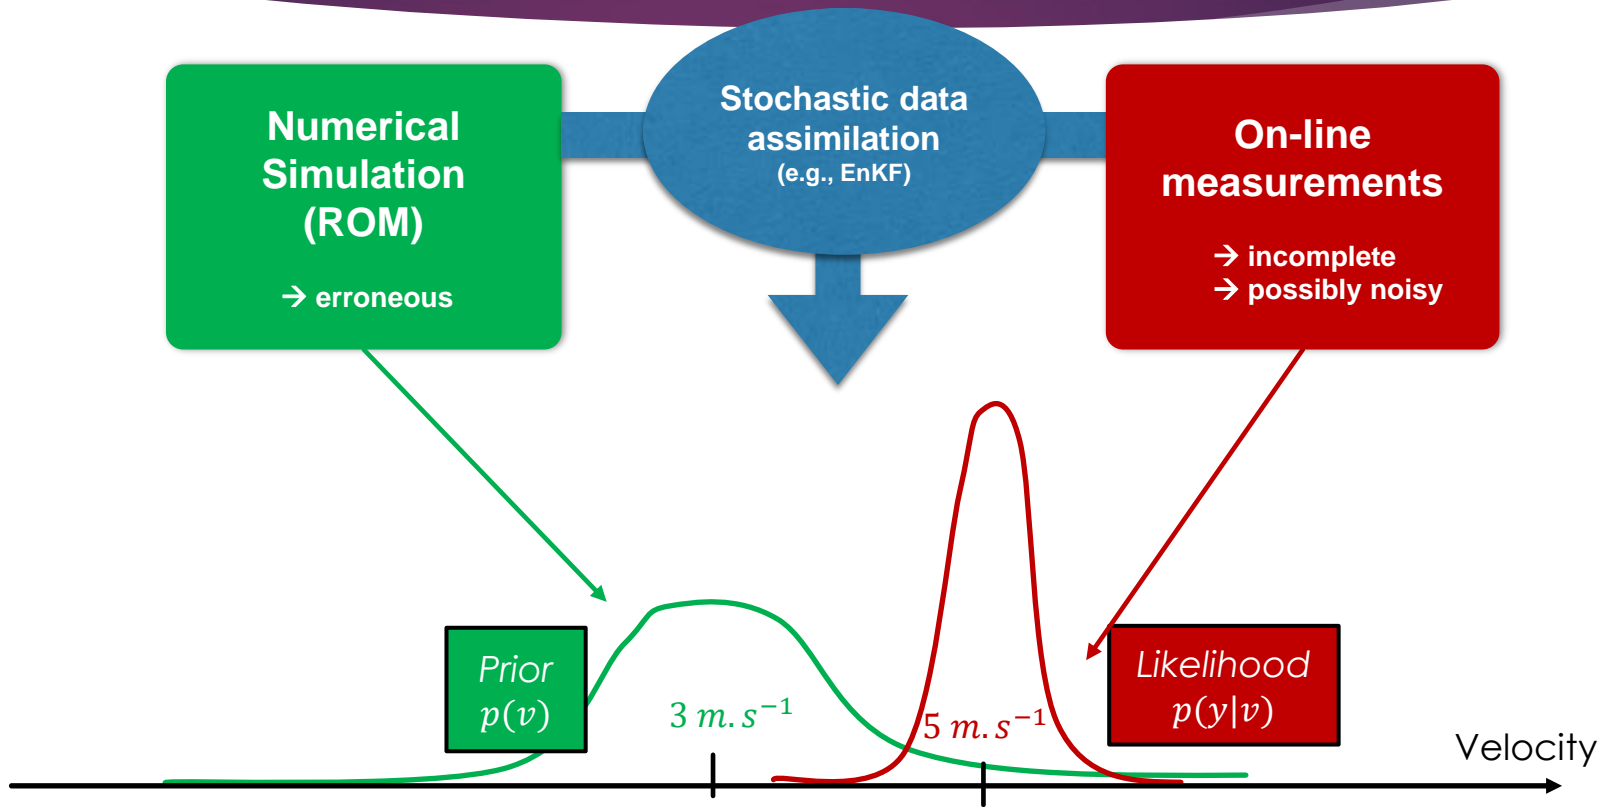 Numerical
Simulation
(ROM)
→ erroneous
Stochastic data
assimilation
(e.g., EnKF)
On-line
measurements
→ incomplete
→ possibly noisy
Prior
p(v)
3 m.s⁻¹
5 m.s⁻¹
Likelihood
p(y|v)
Velocity